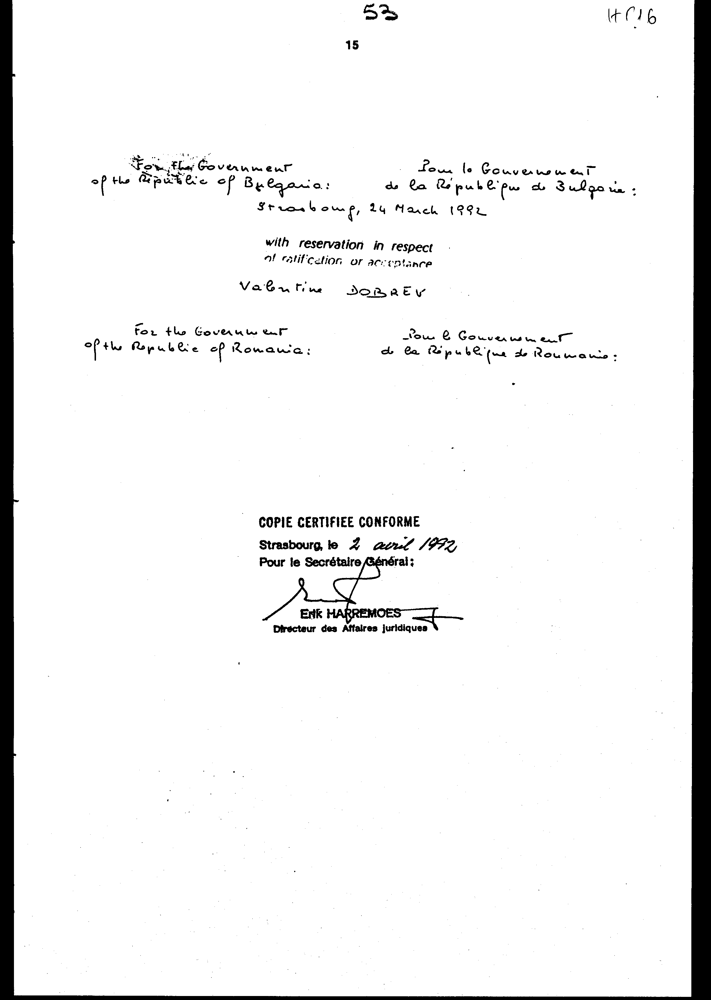 53
15
For the Government
of the Republic of Bulgaria:
Pour le Gouvernement
de la République de Bulgarie:
Strasbourg, 24 March 1992
with reservation in respect
of ratification or acceptance
Valentine DOBREV
For the Government
of the Republic of Romania:
Pour le Gouvernement
de la République de Roumanie:
COPIE CERTIFIEE CONFORME
Strasbourg, le 2 avril 1992
Pour le Secrétaire Général:
Erik HARREMOES
Directeur des Affaires juridiques